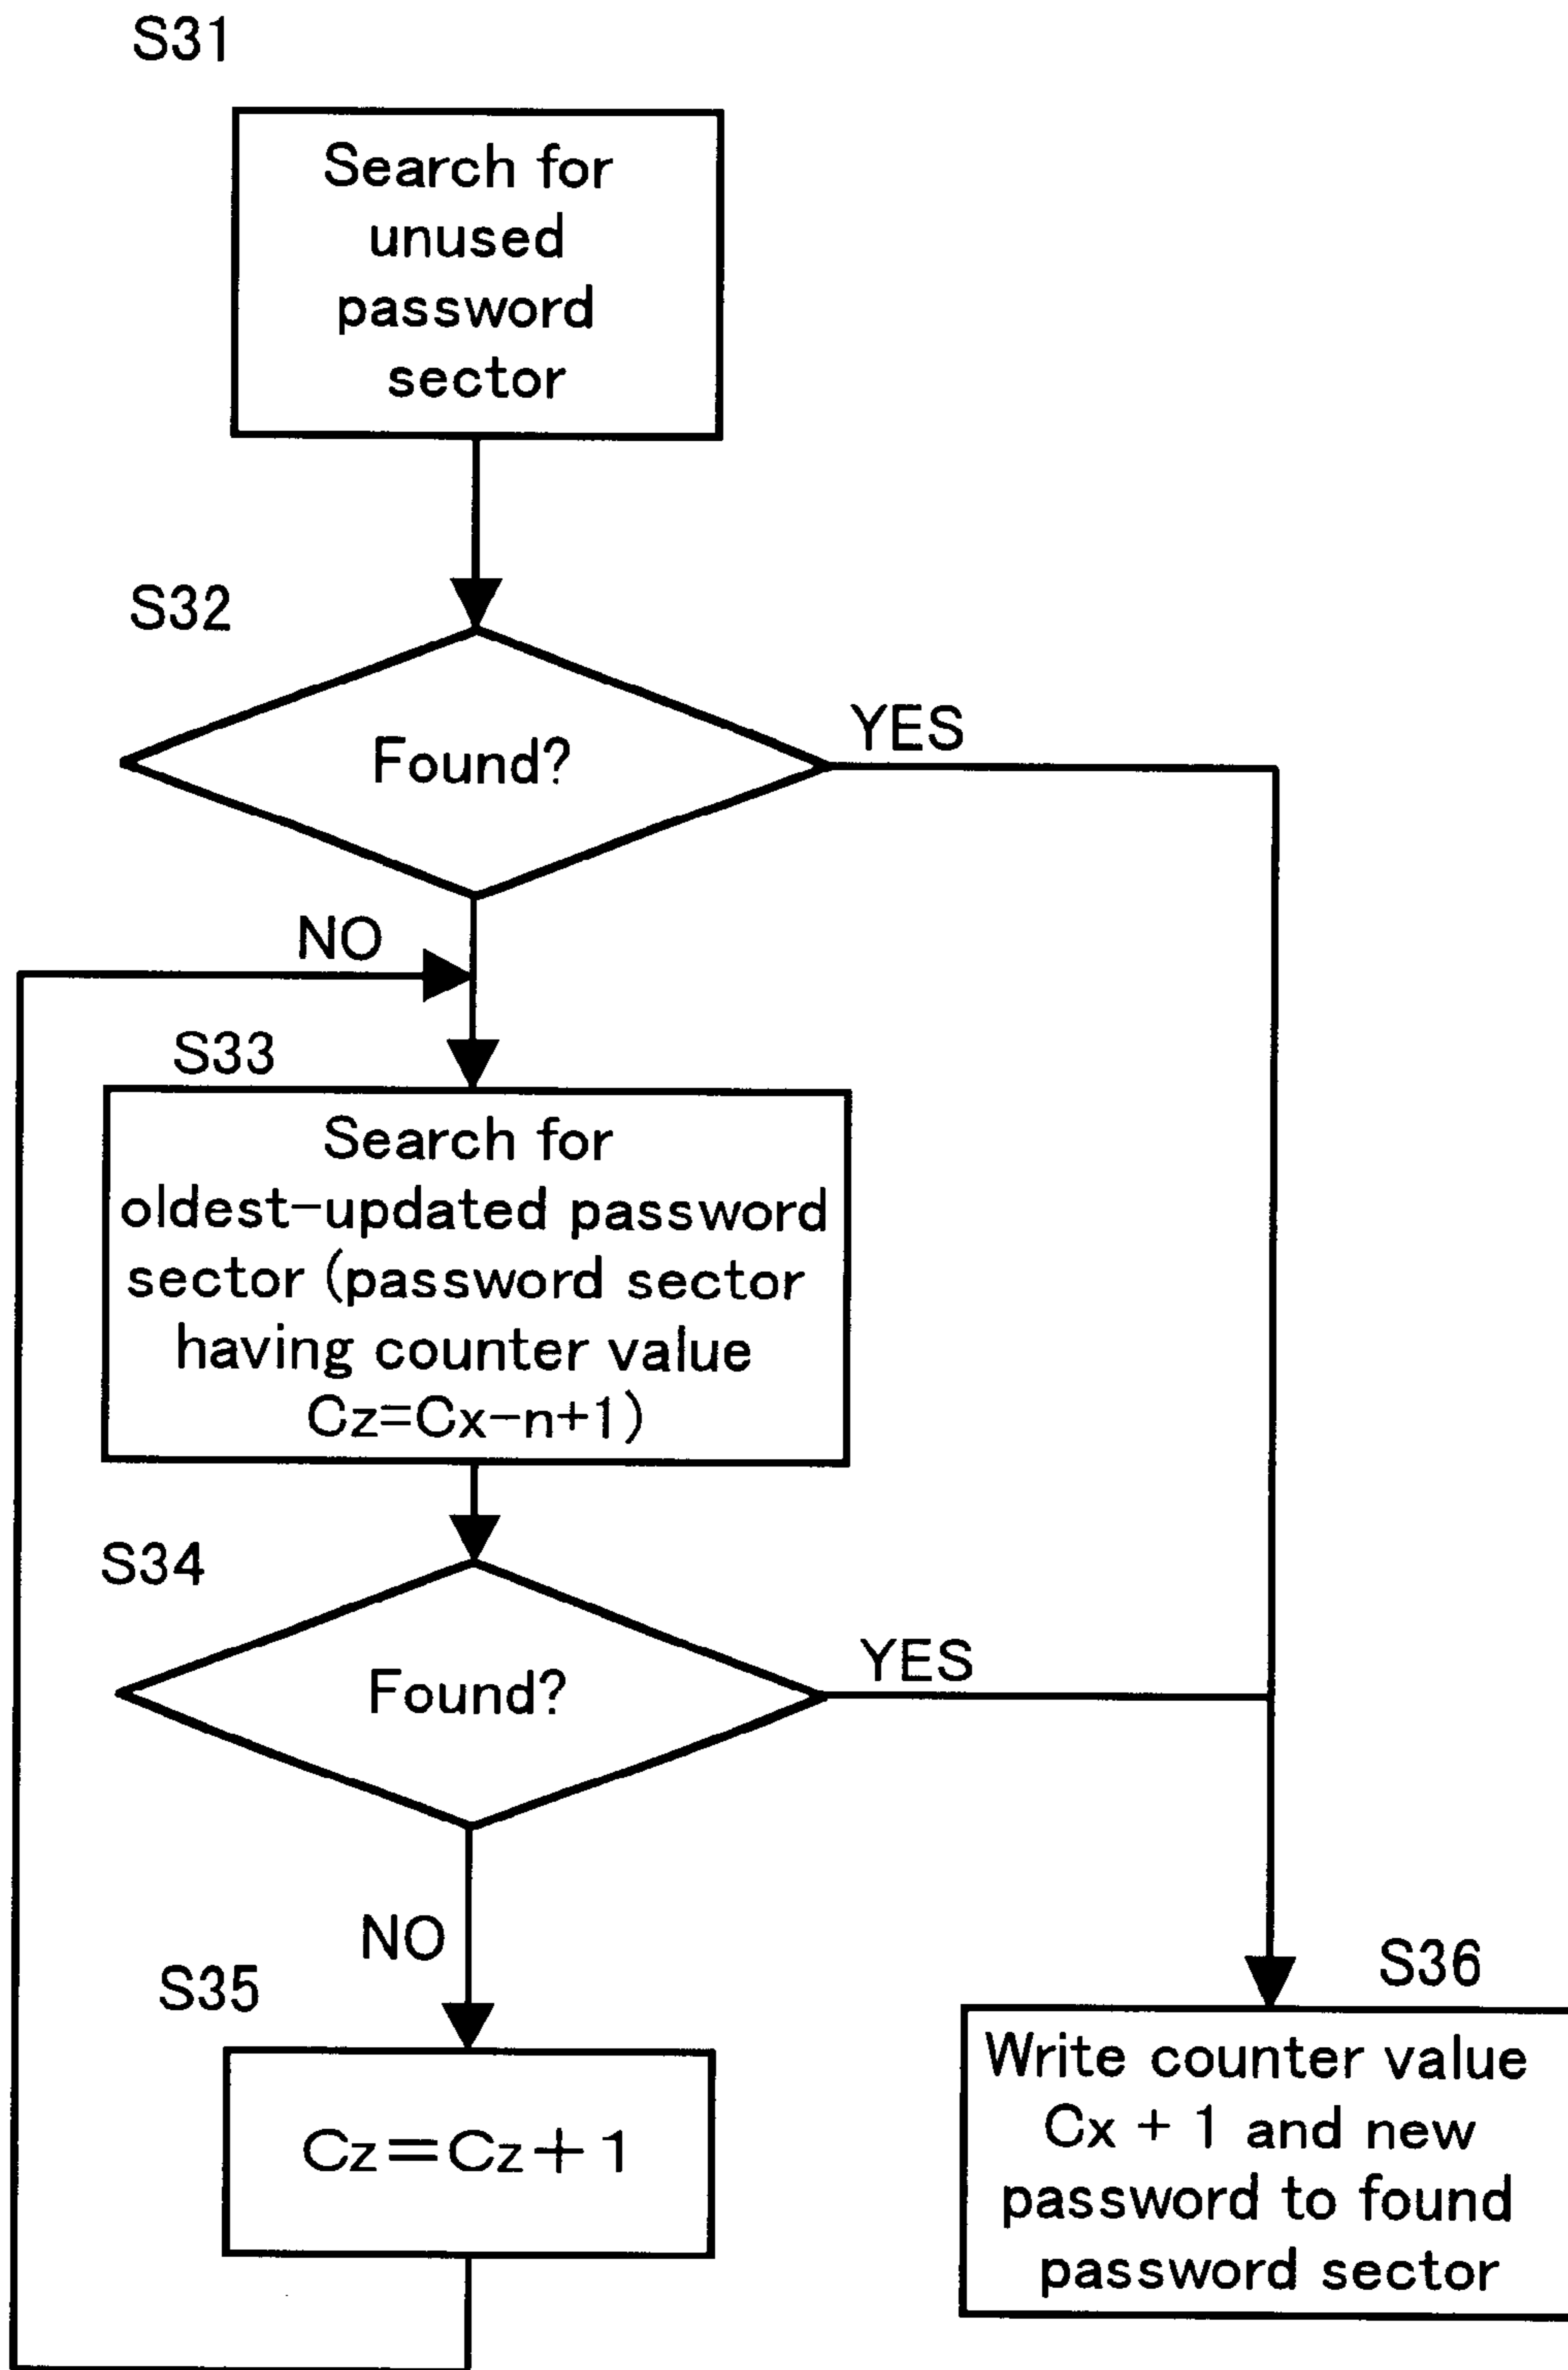 S31
Search for
unused
password
sector
S32
Found?
YES
NO
S33
Search for
oldest-updated password
sector (password sector
having counter value
Cz=Cx-n+1)
S34
Found?
YES
NO
S35
Cz=Cz+1
S36
Write counter value
Cx + 1 and new
password to found
password sector